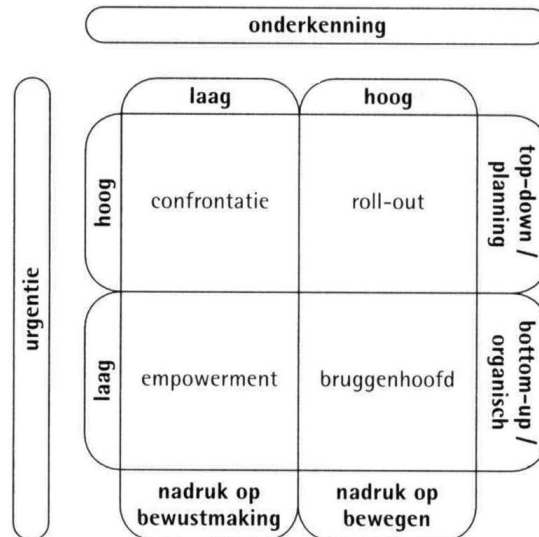 onderkenning
laag
hoog
urgentie
hoog
confrontatie
roll-out
top-down /
planning
laag
empowerment
bruggenhoofd
bottom-up /
organisch
nadruk op
bewustmaking
nadruk op
bewegen